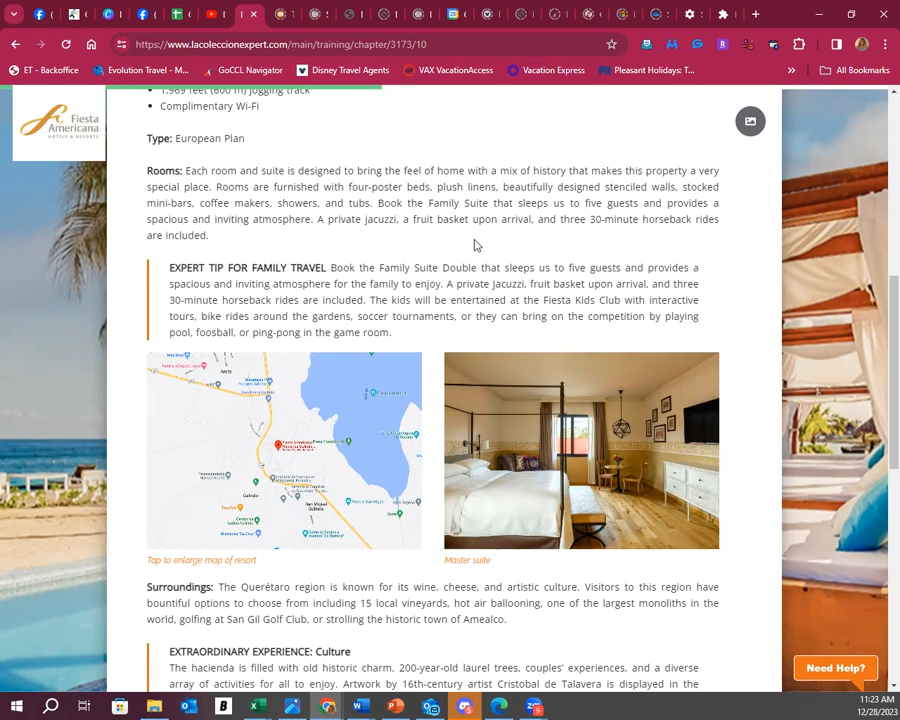 https://www.lacoleccionexpert.com/main/training/chapter/3173/10
ET - Backoffice
Evolution Travel - M...
GoCCL Navigator
Disney Travel Agents
VAX VacationAccess
Vacation Express
Pleasant Holidays: T...
All Bookmarks
Fiesta
Americana
HOTELS & RESORTS
• 1,969 feet (600 m) jogging track
• Complimentary Wi-Fi
Type: European Plan
Rooms: Each room and suite is designed to bring the feel of home with a mix of history that makes this property a very
special place. Rooms are furnished with four-poster beds, plush linens, beautifully designed stenciled walls, stocked
mini-bars, coffee makers, showers, and tubs. Book the Family Suite that sleeps us to five guests and provides a
spacious and inviting atmosphere. A private jacuzzi, a fruit basket upon arrival, and three 30-minute horseback rides
are included.
EXPERT TIP FOR FAMILY TRAVEL Book the Family Suite Double that sleeps us to five guests and provides a
spacious and inviting atmosphere for the family to enjoy. A private Jacuzzi, fruit basket upon arrival, and three
30-minute horseback rides are included. The kids will be entertained at the Fiesta Kids Club with interactive
tours, bike rides around the gardens, soccer tournaments, or they can bring on the competition by playing
pool, foosball, or ping-pong in the game room.
Galindo
San Miguel
Galindo
Tap to enlarge map of resort
Master suite
Surroundings: The Querétaro region is known for its wine, cheese, and artistic culture. Visitors to this region have
bountiful options to choose from including 15 local vineyards, hot air ballooning, one of the largest monoliths in the
world, golfing at San Gil Golf Club, or strolling the historic town of Amealco.
EXTRAORDINARY EXPERIENCE: Culture
The hacienda is filled with old historic charm, 200-year-old laurel trees, couples' experiences, and a diverse
array of activities for all to enjoy. Artwork by 16th-century artist Cristobal de Talavera is displayed in the
Need Help?
11:23 AM
12/28/2023